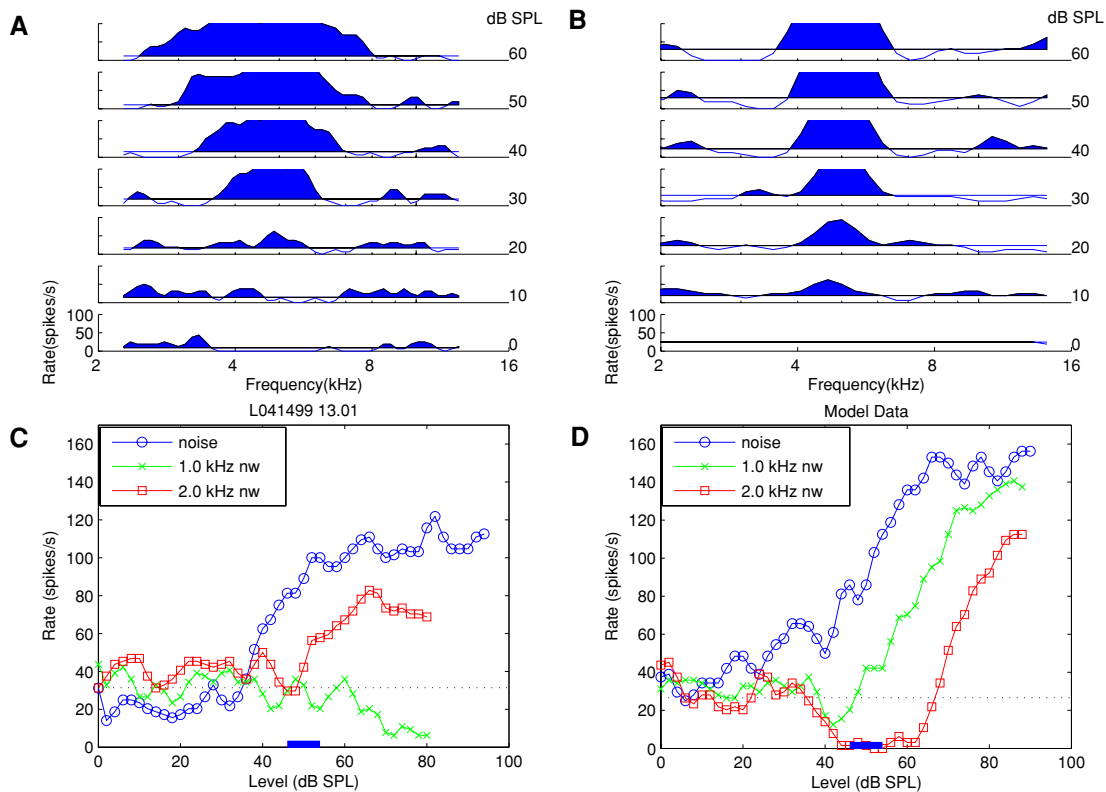 A
dB SPL
60
50
40
30
20
10
0
100
50
0
Rate(spikes/s)
2
4
8
16
Frequency(kHz)
B
dB SPL
60
50
40
30
20
10
0
100
50
0
Rate(spikes/s)
2
4
8
16
Frequency(kHz)
C
L041499 13.01
noise
1.0 kHz nw
2.0 kHz nw
160
140
120
100
80
60
40
20
0
Rate (spikes/s)
0
20
40
60
80
100
Level (dB SPL)
D
Model Data
noise
1.0 kHz nw
2.0 kHz nw
160
140
120
100
80
60
40
20
0
Rate (spikes/s)
0
20
40
60
80
100
Level (dB SPL)